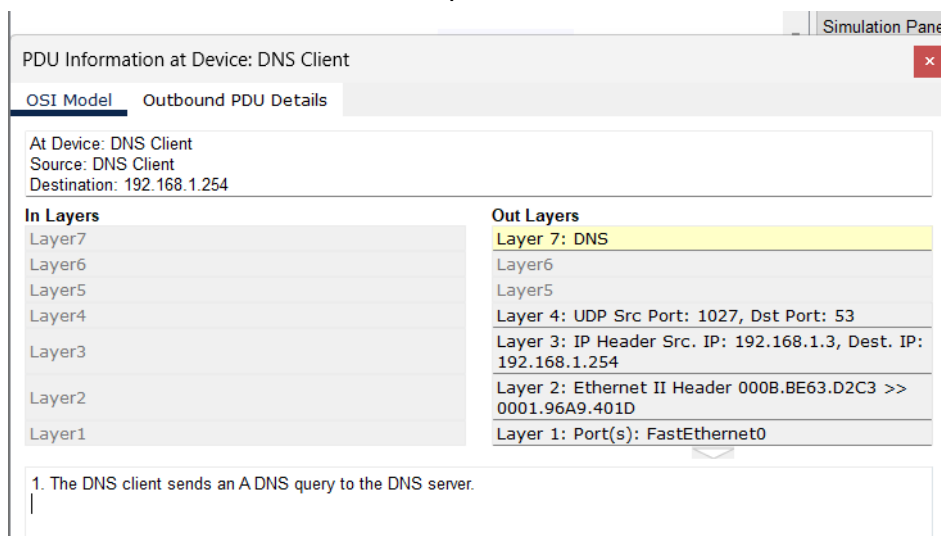 Simulation Pane
PDU Information at Device: DNS Client
OSI Model Outbound PDU Details
At Device: DNS Client
Source: DNS Client
Destination: 192.168.1.254
In Layers
Layer7
Layer6
Layer5
Layer4
Layer3
Layer2
Layer1
Out Layers
Layer 7: DNS
Layer6
Layer5
Layer 4: UDP Src Port: 1027, Dst Port: 53
Layer 3: IP Header Src. IP: 192.168.1.3, Dest. IP:
192.168.1.254
Layer 2: Ethernet II Header 000B.BE63.D2C3 >>
0001.96A9.401D
Layer 1: Port(s): FastEthernet0
1. The DNS client sends an A DNS query to the DNS server.